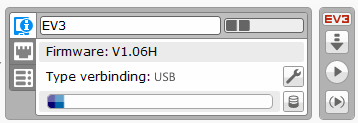 EV3
EV3
Firmware: V1.06H
Type verbinding: USB